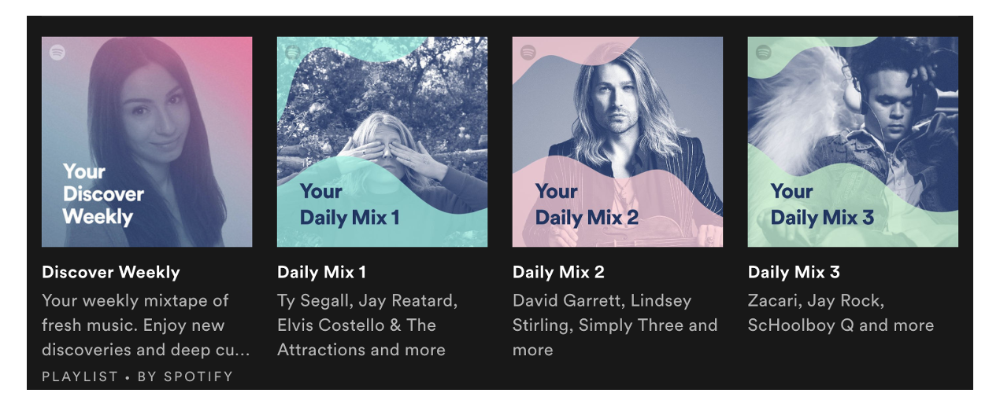 Your
Discover
Weekly
Discover Weekly
Your weekly mixtape of
fresh music. Enjoy new
discoveries and deep cu...
PLAYLIST • BY SPOTIFY
Your
Daily Mix 1
Daily Mix 1
Ty Segall, Jay Reatard,
Elvis Costello & The
Attractions and more
Your
Daily Mix 2
Daily Mix 2
David Garrett, Lindsey
Stirling, Simply Three and
more
Your
Daily Mix 3
Daily Mix 3
Zacari, Jay Rock,
ScHoolboy Q and more